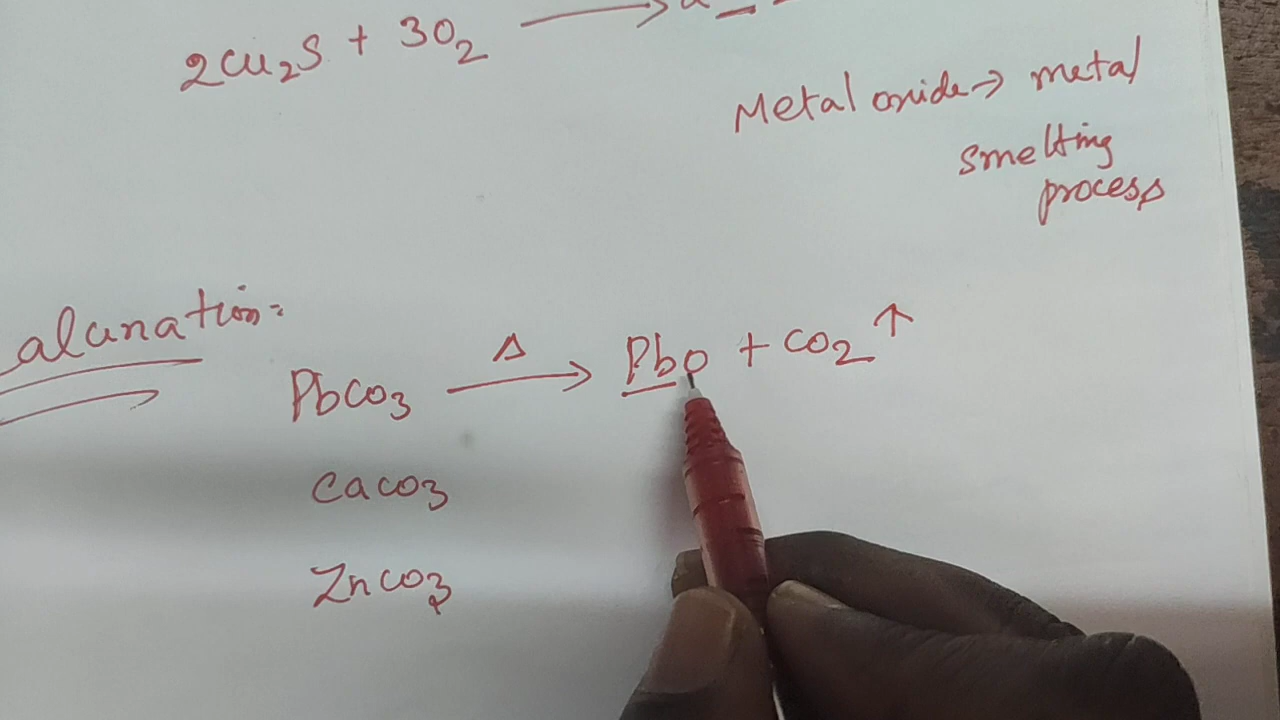 2Cu₂S + 3O₂ →
Metal oxide → metal
smelting
process
alcination:-
PbCO₃ —Δ→ PbO + CO₂ ↑
CaCO₃
ZnCO₃